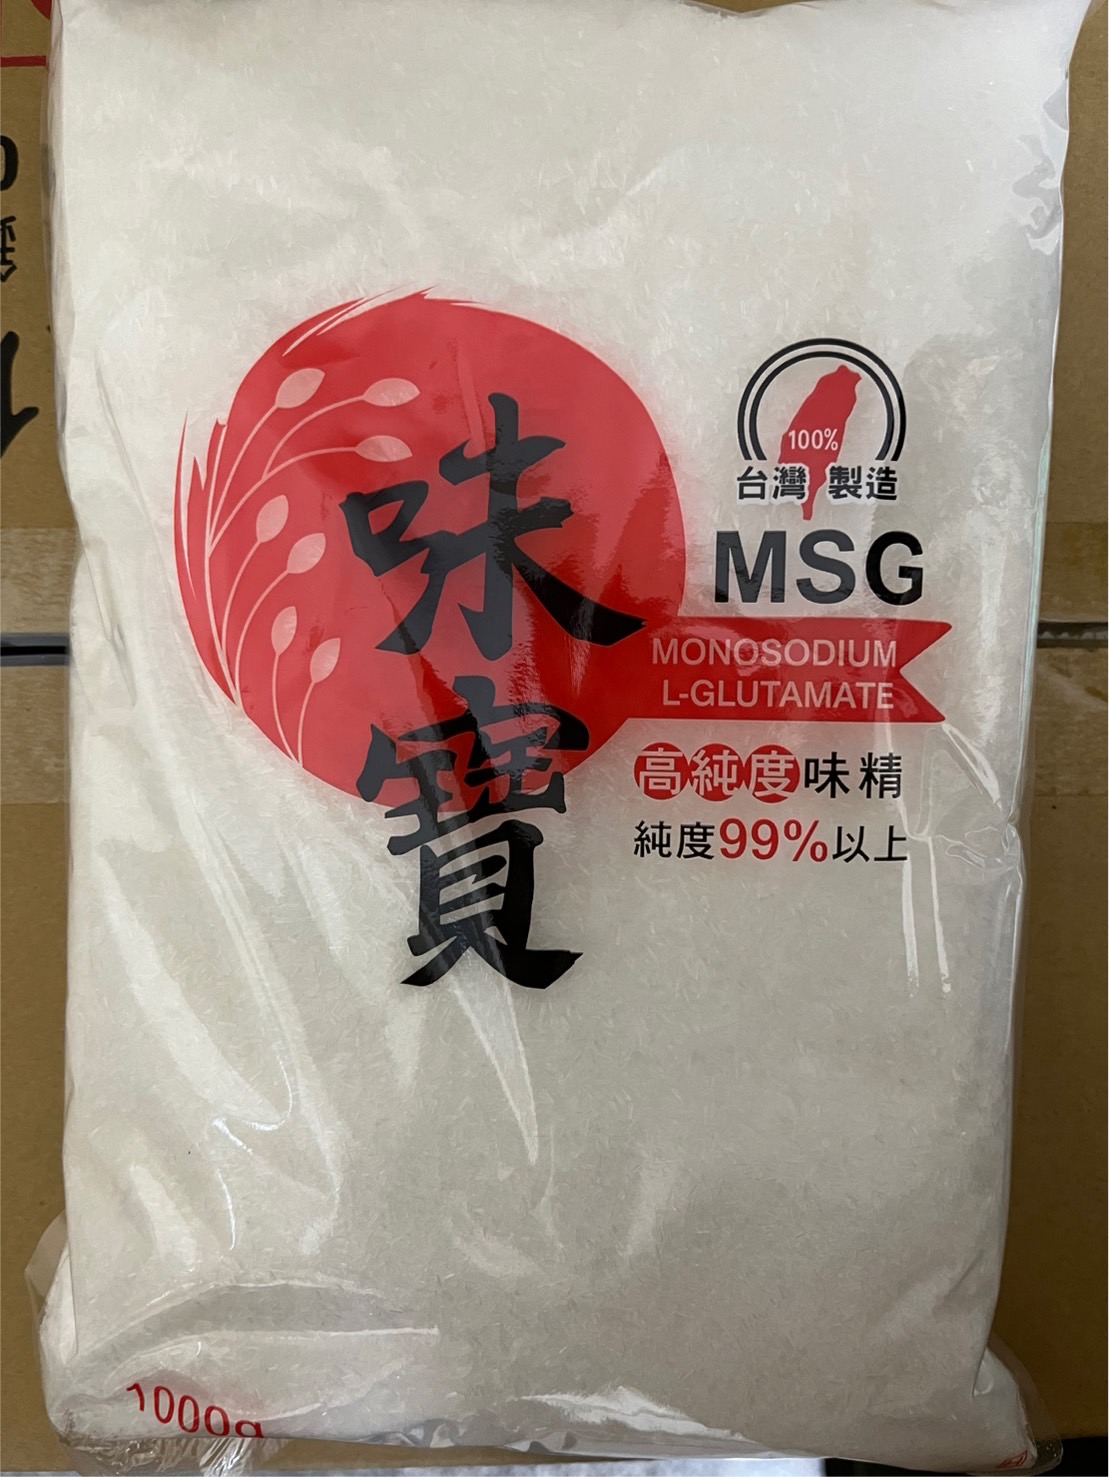 味寶
100%
台灣 製造
MSG
MONOSODIUM
L-GLUTAMATE
高純度味精
純度99%以上
1000g